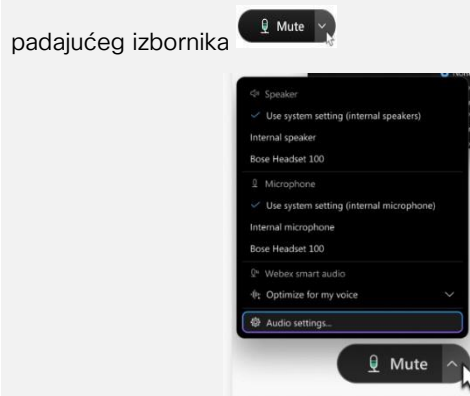 Mute
padajućeg izbornika
Speaker
Use system setting (internal speakers)
Internal speaker
Bose Headset 100
Microphone
Use system setting (internal microphone)
Internal microphone
Bose Headset 100
Webex smart audio
Optimize for my voice
Audio settings...
Mute